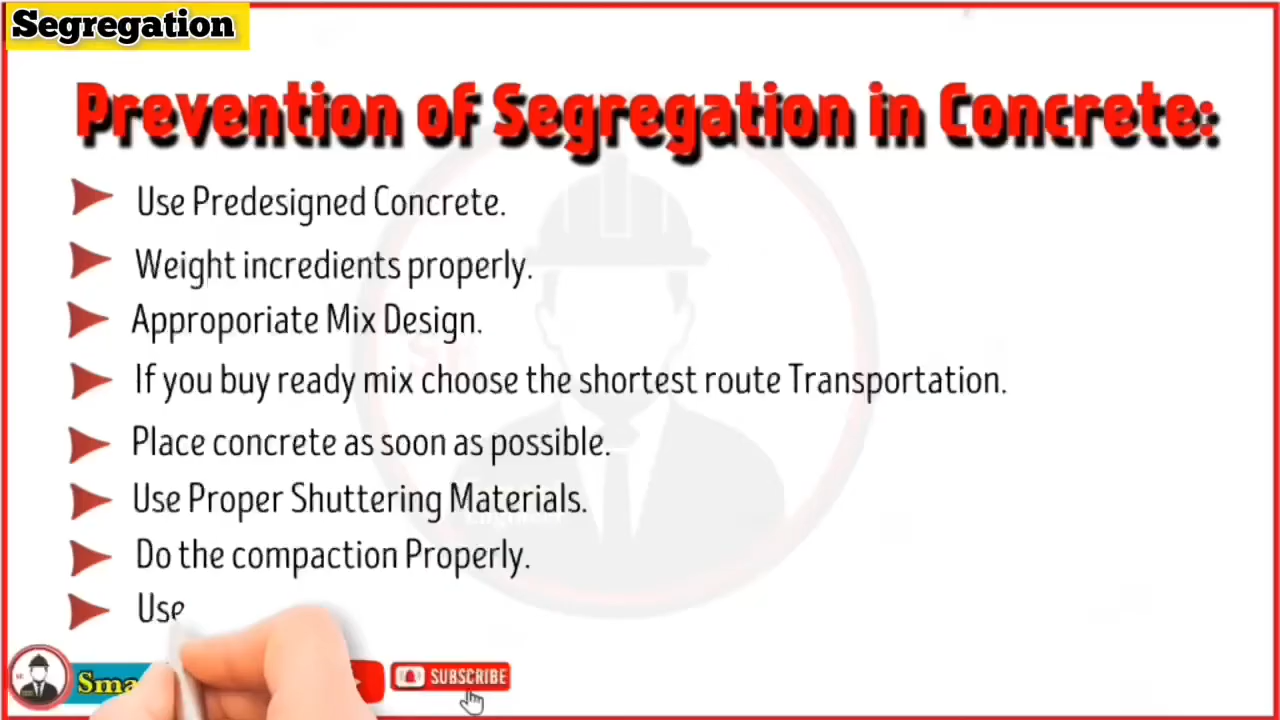 Segregation
Prevention of Segregation in Concrete:
Use Predesigned Concrete.
Weight incredients properly.
Approporiate Mix Design.
If you buy ready mix choose the shortest route Transportation.
Place concrete as soon as possible.
Use Proper Shuttering Materials.
Do the compaction Properly.
Use
SUBSCRIBE